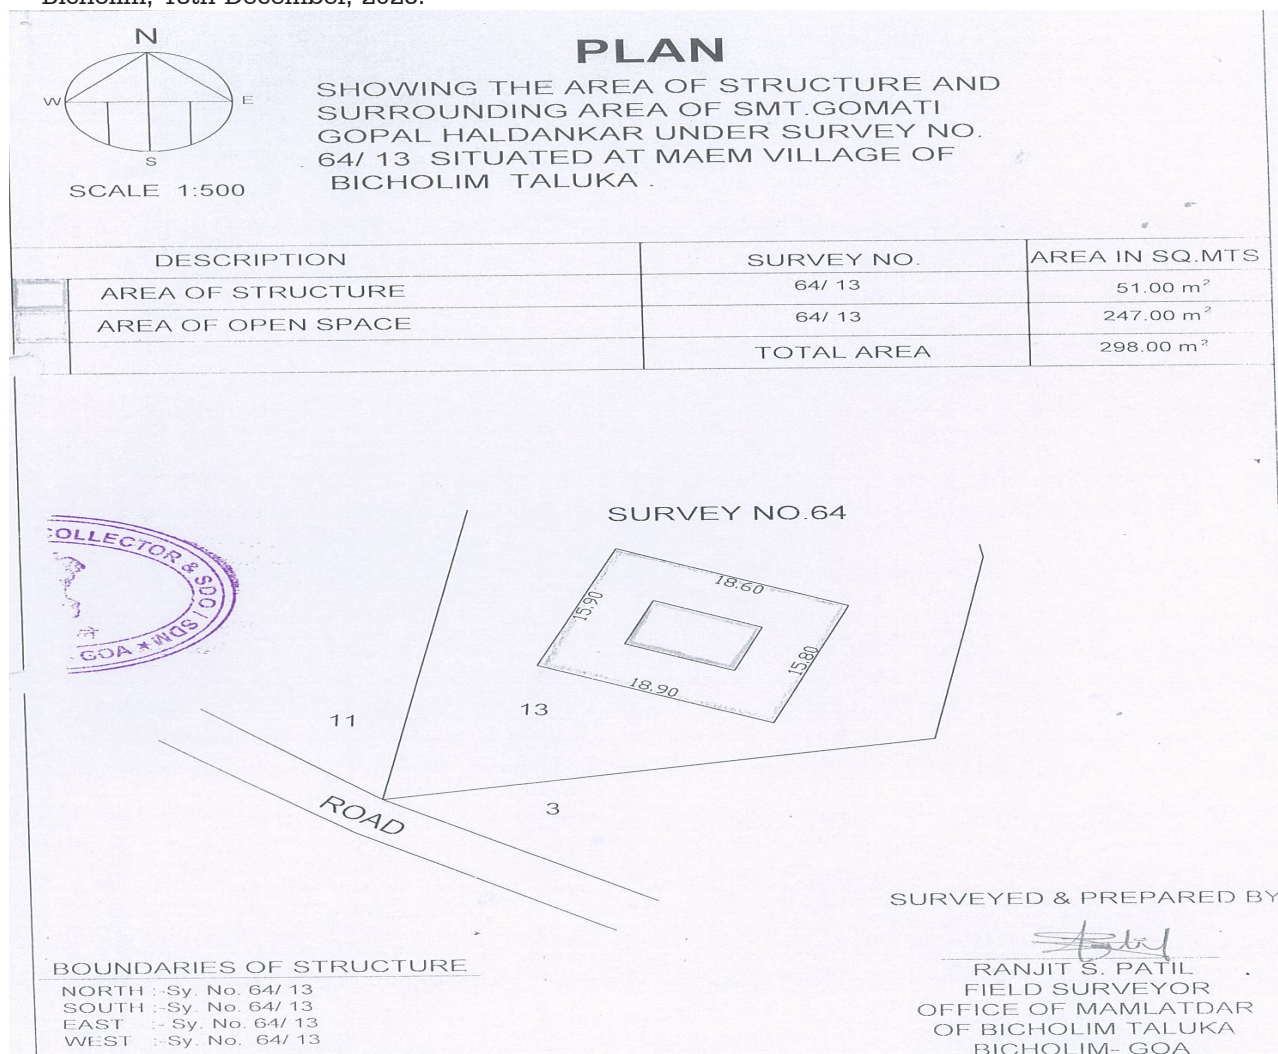 N
W E
S
SCALE 1:500
PLAN
SHOWING THE AREA OF STRUCTURE AND
SURROUNDING AREA OF SMT.GOMATI
GOPAL HALDANKAR UNDER SURVEY NO.
64/ 13 SITUATED AT MAEM VILLAGE OF
BICHOLIM TALUKA .
DESCRIPTION SURVEY NO. AREA IN SQ.MTS
AREA OF STRUCTURE 64/ 13 51.00 m²
AREA OF OPEN SPACE 64/ 13 247.00 m²
TOTAL AREA 298.00 m²
SURVEY NO.64
COLLECTOR & SDO / SDM ★ GOA
18.60
15.90
15.80
18.90
11
13
3
ROAD
SURVEYED & PREPARED BY
RANJIT S. PATIL
FIELD SURVEYOR
OFFICE OF MAMLATDAR
OF BICHOLIM TALUKA
BICHOLIM- GOA
BOUNDARIES OF STRUCTURE
NORTH :-Sy. No. 64/ 13
SOUTH :-Sy. No. 64/ 13
EAST :- Sy. No. 64/ 13
WEST :-Sy. No. 64/ 13